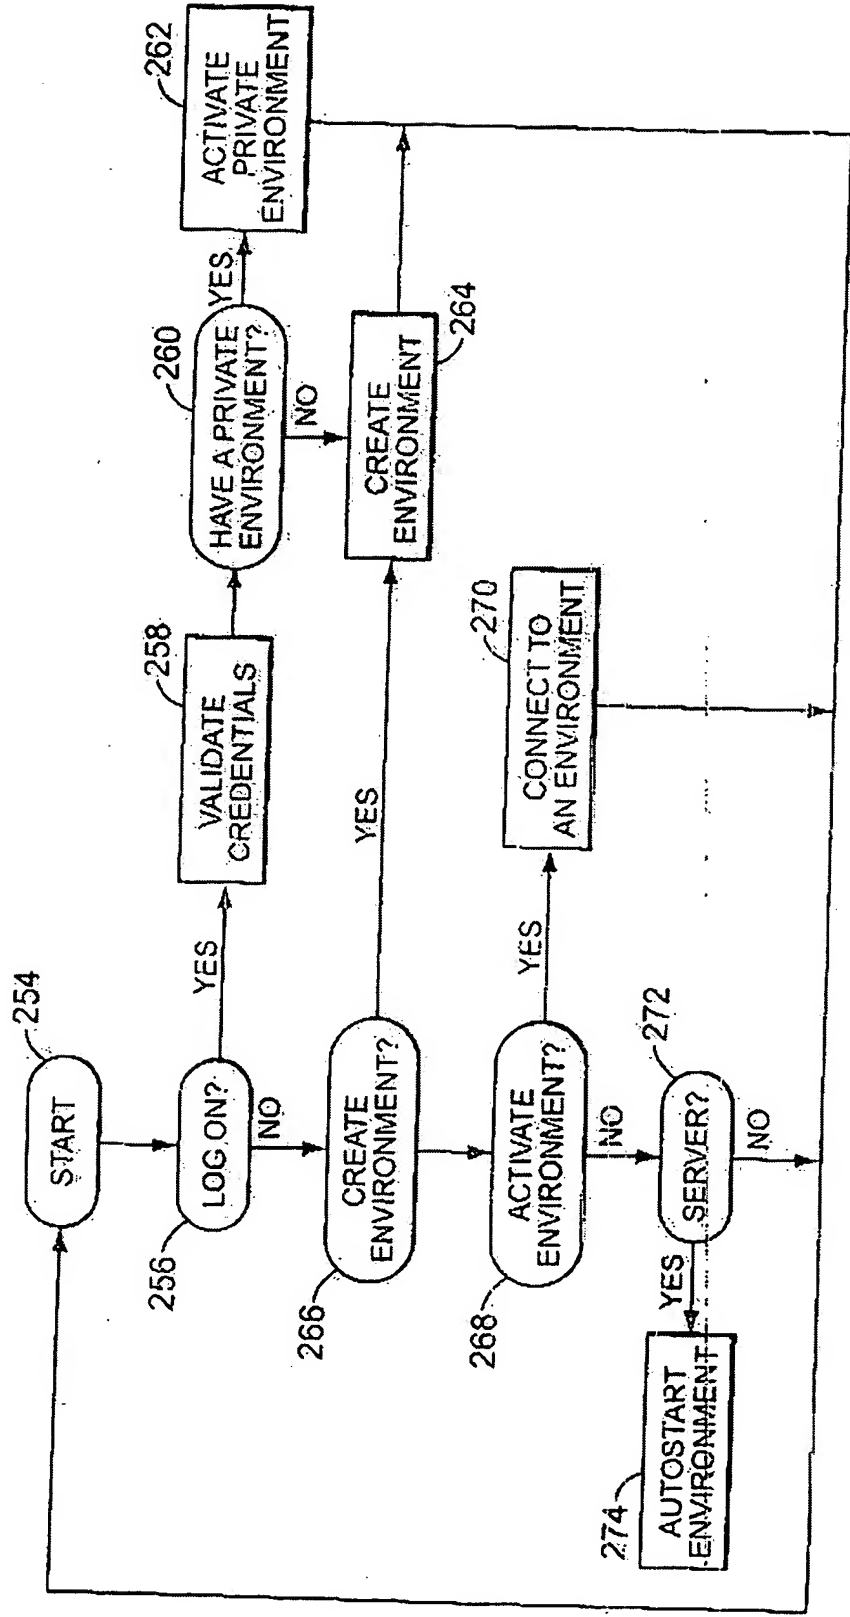 254
START
256
LOG ON?
YES
258
VALIDATE
CREDENTIALS
260
HAVE A PRIVATE
ENVIRONMENT?
YES
262
ACTIVATE
PRIVATE
ENVIRONMENT
NO
NO
266
CREATE
ENVIRONMENT?
YES
CREATE
ENVIRONMENT
264
268
ACTIVATE
ENVIRONMENT?
YES
CONNECT TO
AN ENVIRONMENT
270
NO
272
SERVER?
YES
NO
274
AUTOSTART
ENVIRONMENT